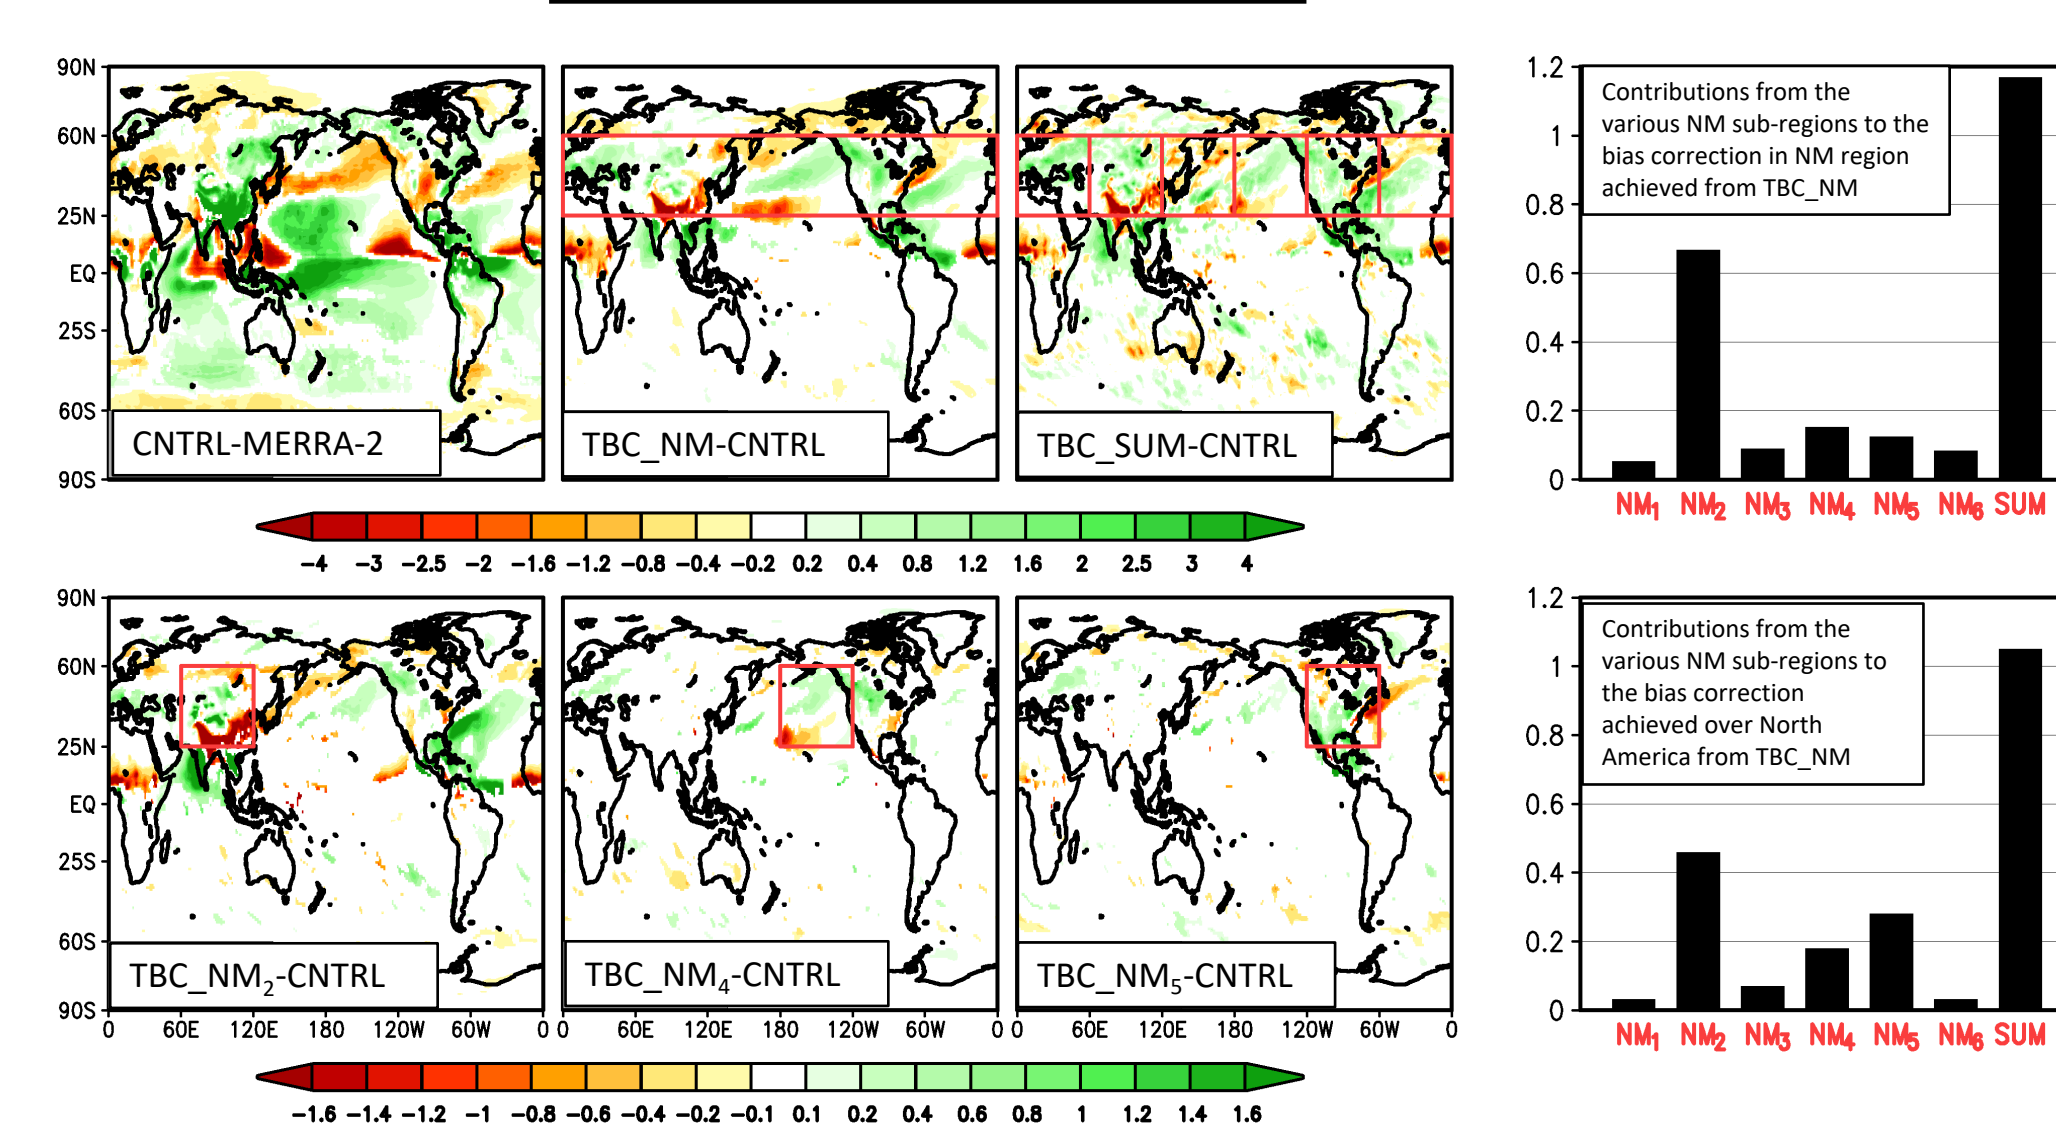 90N
60N
25N
EQ
25S
60S
90S
CNTRL-MERRA-2
TBC_NM-CNTRL
TBC_SUM-CNTRL
1.2
1
0.8
0.6
0.4
0.2
0
Contributions from the
various NM sub-regions to the
bias correction in NM region
achieved from TBC_NM
NM₁ NM₂ NM₃ NM₄ NM₅ NM₆ SUM
−4 −3 −2.5 −2 −1.6 −1.2 −0.8 −0.4 −0.2 0.2 0.4 0.8 1.2 1.6 2 2.5 3 4
90N
60N
25N
EQ
25S
60S
90S
TBC_NM₂-CNTRL
TBC_NM₄-CNTRL
TBC_NM₅-CNTRL
0 60E 120E 180 120W 60W 0
0 60E 120E 180 120W 60W 0
0 60E 120E 180 120W 60W 0
1.2
1
0.8
0.6
0.4
0.2
0
Contributions from the
various NM sub-regions to
the bias correction
achieved over North
America from TBC_NM
NM₁ NM₂ NM₃ NM₄ NM₅ NM₆ SUM
−1.6 −1.4 −1.2 −1 −0.8 −0.6 −0.4 −0.2 −0.1 0.1 0.2 0.4 0.6 0.8 1 1.2 1.4 1.6